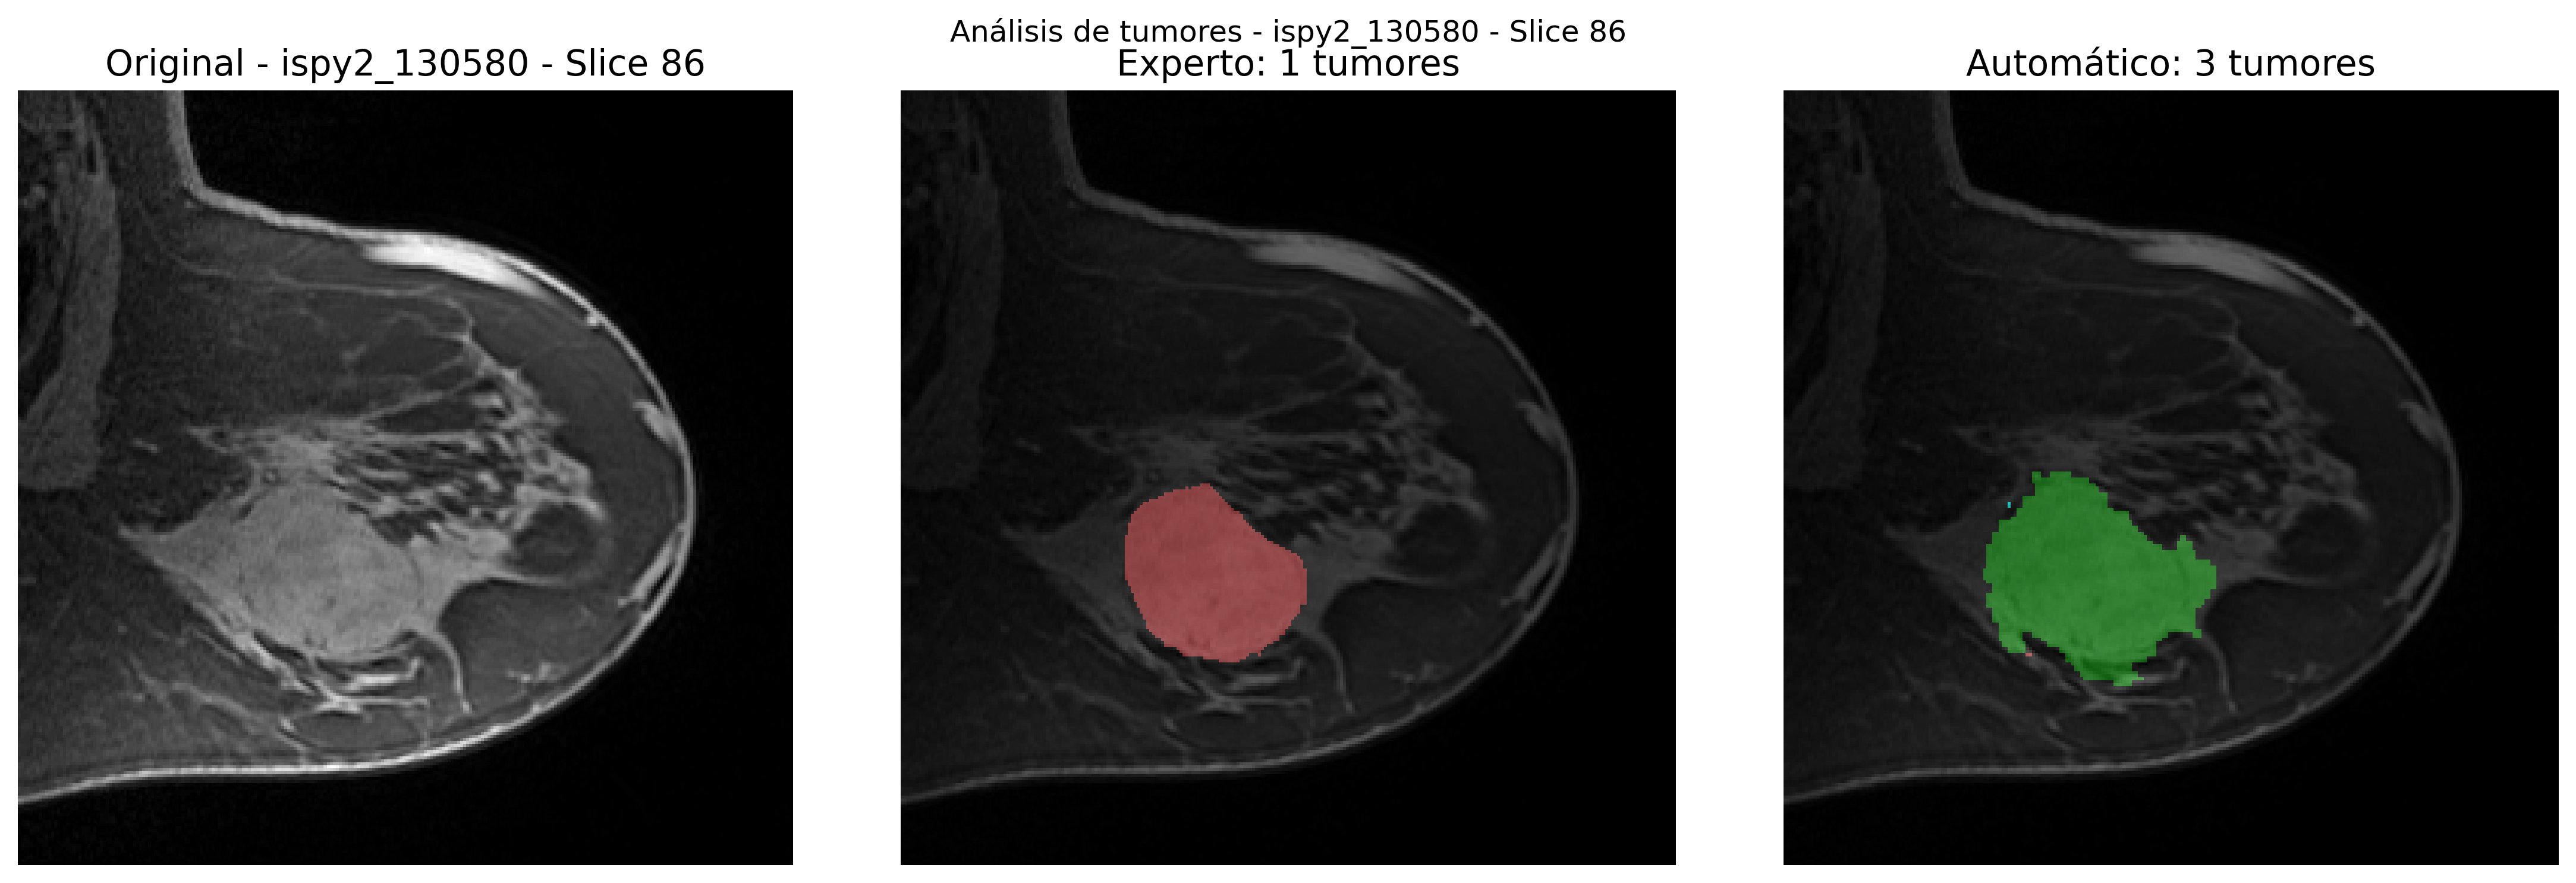 Análisis de tumores - ispy2_130580 - Slice 86
Original - ispy2_130580 - Slice 86
Experto: 1 tumores
Automático: 3 tumores